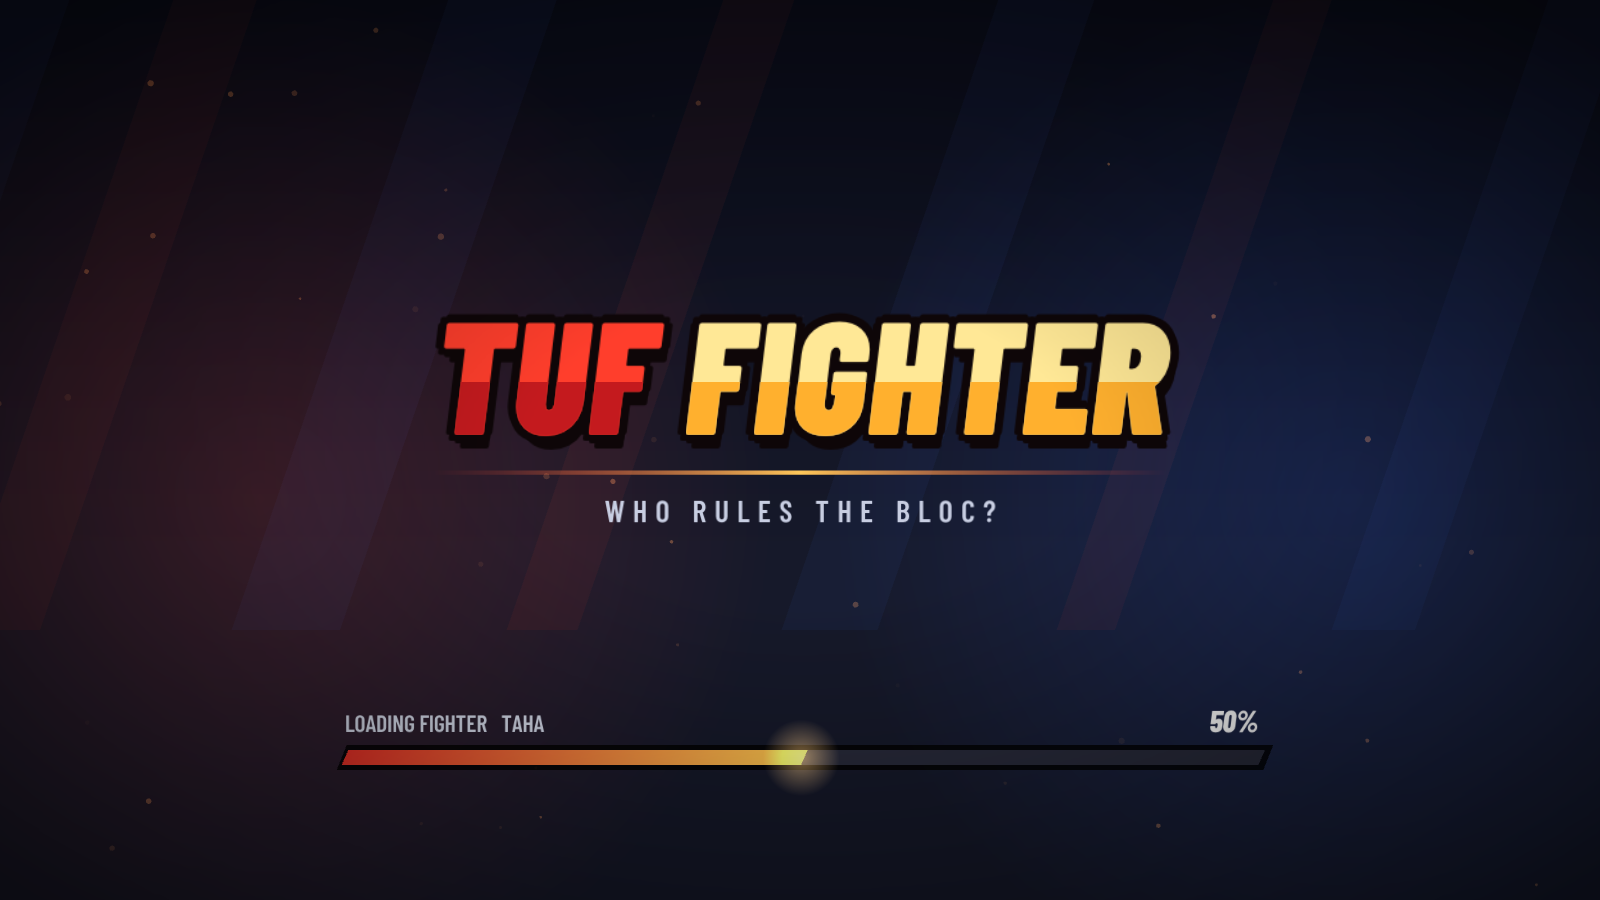 TUF FIGHTER
WHO RULES THE BLOC?
LOADING FIGHTER TAHA
50%